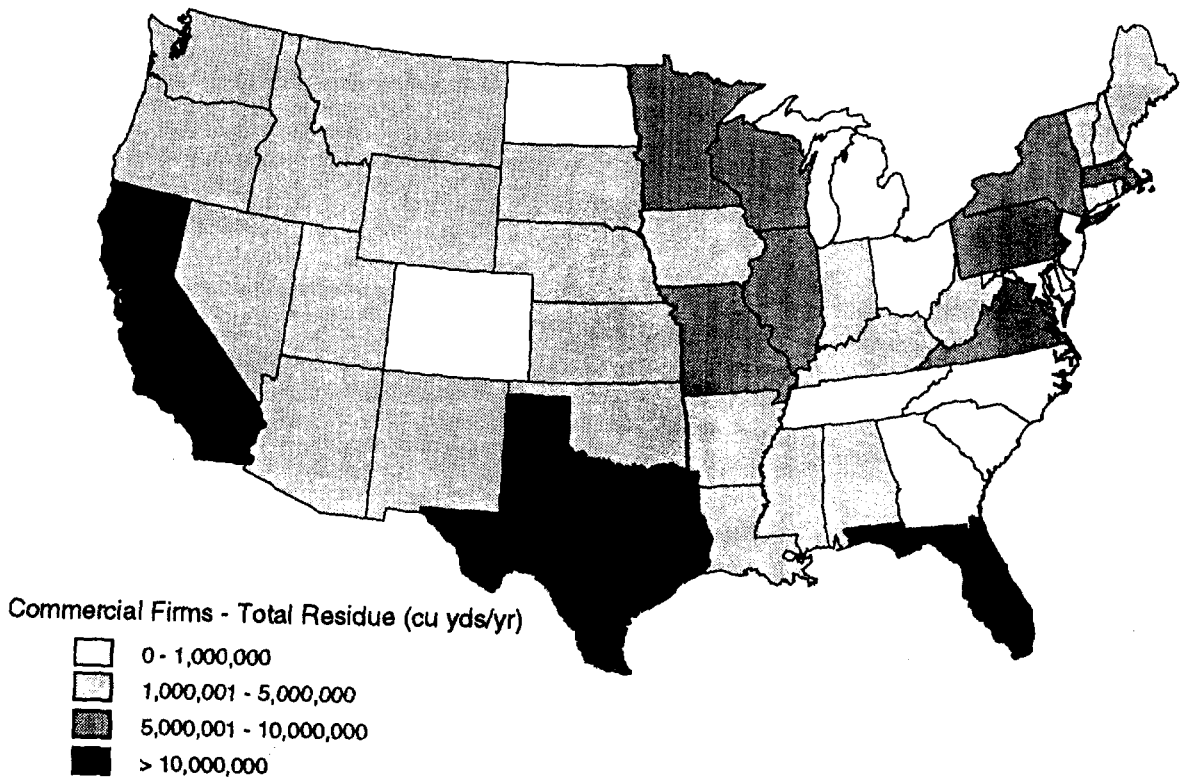 Commercial Firms - Total Residue (cu yds/yr)
0 - 1,000,000
1,000,001 - 5,000,000
5,000,001 - 10,000,000
> 10,000,000